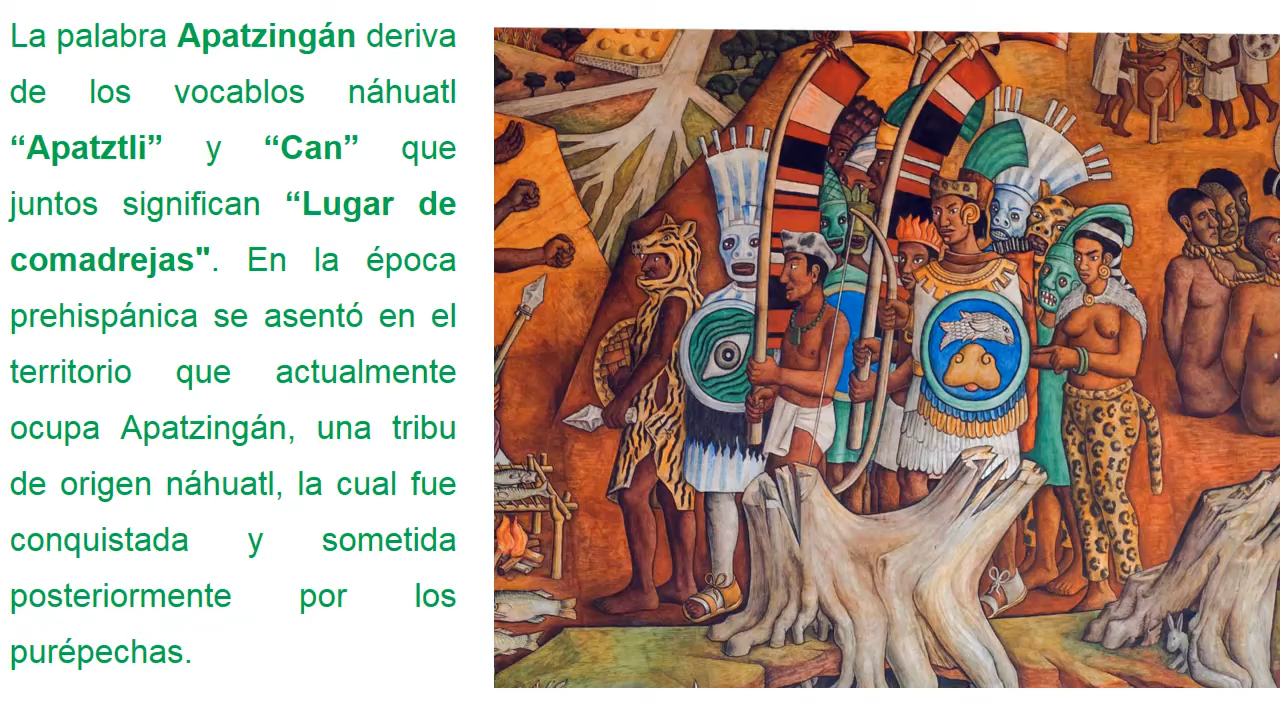 La palabra Apatzingán deriva
de los vocablos náhuatl
“Apatztli” y “Can” que
juntos significan “Lugar de
comadrejas". En la época
prehispánica se asentó en el
territorio que actualmente
ocupa Apatzingán, una tribu
de origen náhuatl, la cual fue
conquistada y sometida
posteriormente por los
purépechas.